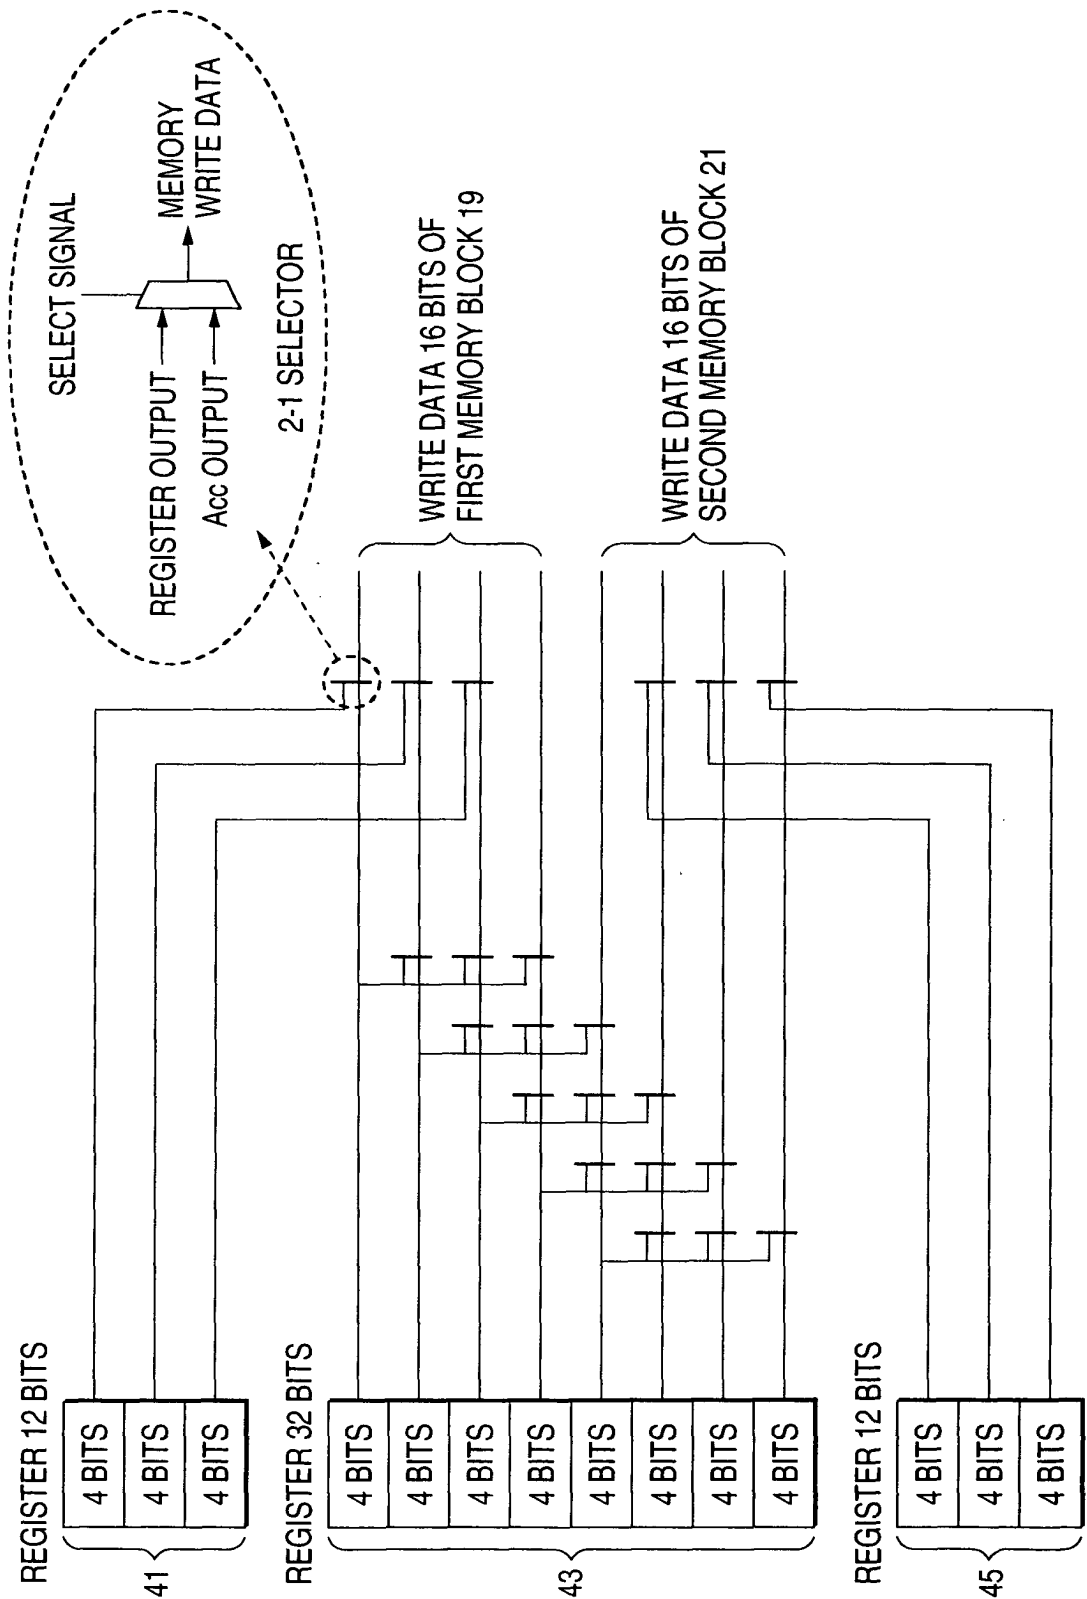 SELECT SIGNAL
REGISTER OUTPUT
Acc OUTPUT
MEMORY
WRITE DATA
2-1 SELECTOR
REGISTER 12 BITS
4 BITS
4 BITS
4 BITS
41
REGISTER 32 BITS
4 BITS
4 BITS
4 BITS
4 BITS
4 BITS
4 BITS
4 BITS
4 BITS
43
WRITE DATA 16 BITS OF
FIRST MEMORY BLOCK 19
WRITE DATA 16 BITS OF
SECOND MEMORY BLOCK 21
REGISTER 12 BITS
4 BITS
4 BITS
4 BITS
45